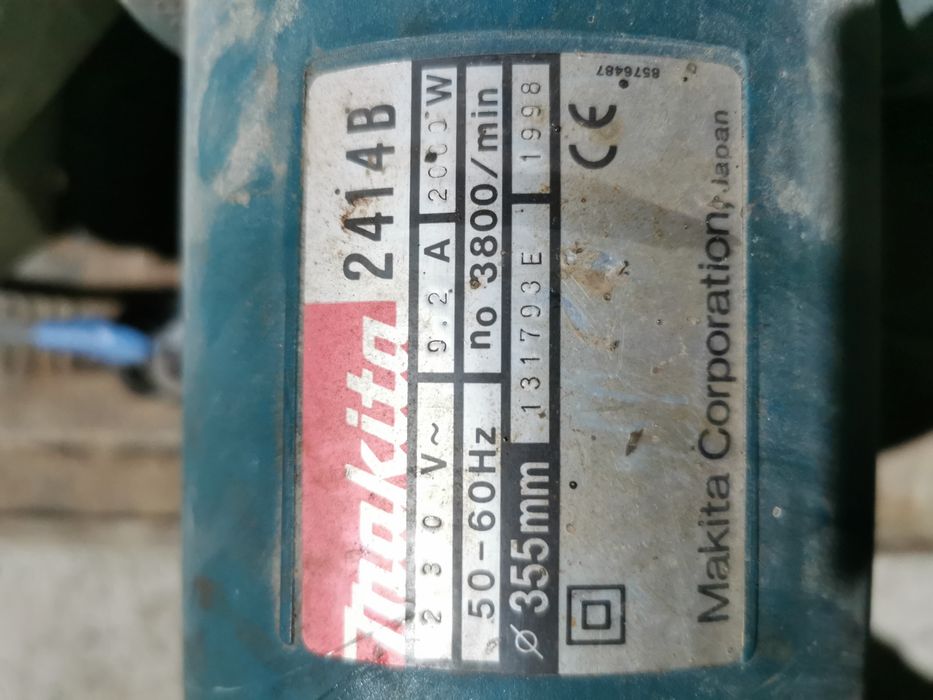 makita 2414B
230 V~ 9.2 A 2000 W
50-60Hz no 3800/min
ø 355mm 131793E 1998
CE
Makita Corporation, Japan
8576487